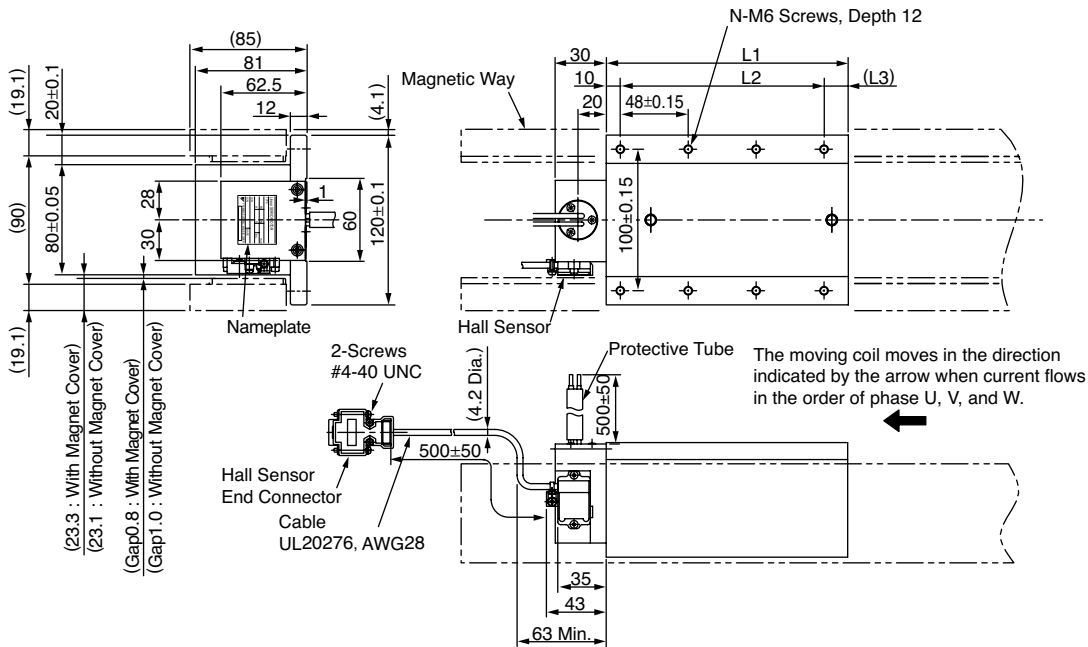 (85)
81
62.5
12
(4.1)
(19.1)
20±0.1
(90)
80±0.05
28
30
1
60
120±0.1
(19.1)
Nameplate
(23.3 : With Magnet Cover)
(23.1 : Without Magnet Cover)
(Gap0.8 : With Magnet Cover)
(Gap1.0 : Without Magnet Cover)
N-M6 Screws, Depth 12
30
L1
10
L2
(L3)
Magnetic Way
20
48±0.15
100±0.15
Hall Sensor
2-Screws
#4-40 UNC
(4.2 Dia.)
Protective Tube
500±50
The moving coil moves in the direction
indicated by the arrow when current flows
in the order of phase U, V, and W.
500±50
Hall Sensor
End Connector
Cable
UL20276, AWG28
35
43
63 Min.